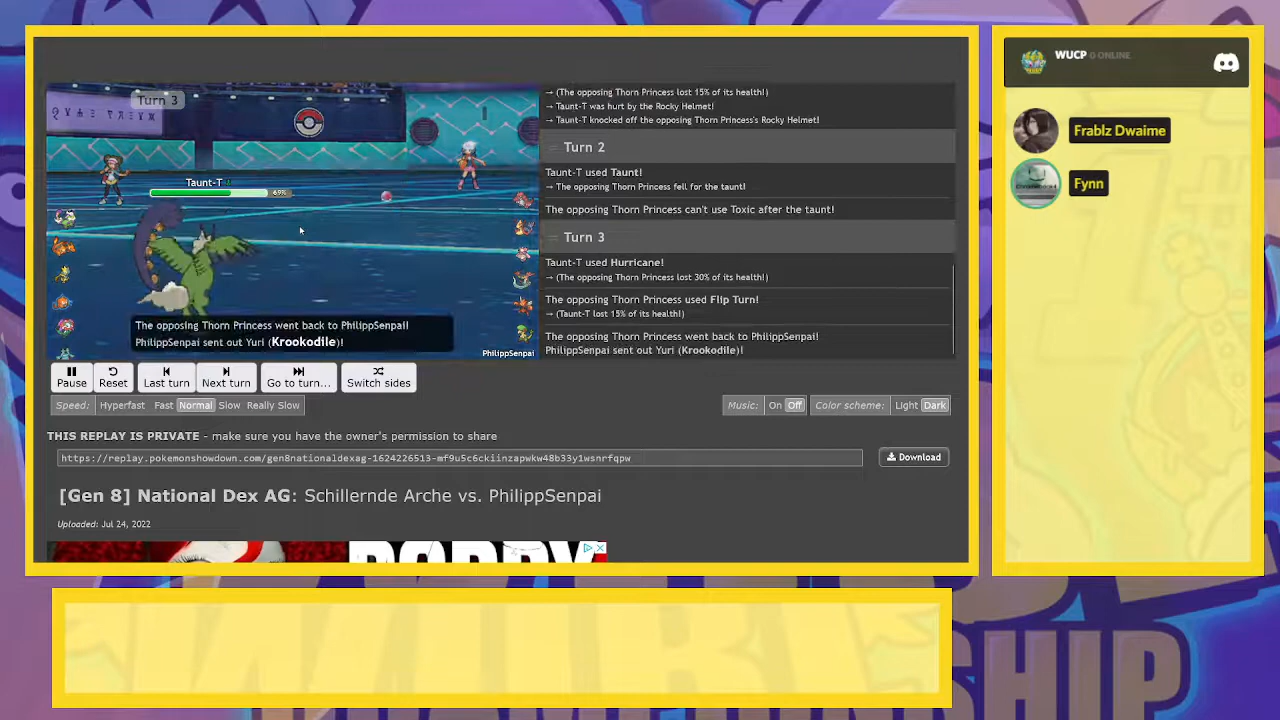 Turn 3
Taunt-T
69%
The opposing Thorn Princess went back to PhilippSenpai!
PhilippSenpai sent out Yuri (Krookodile)!
PhilippSenpai
→ (The opposing Thorn Princess lost 15% of its health!)
→ Taunt-T was hurt by the Rocky Helmet!
→ Taunt-T knocked off the opposing Thorn Princess's Rocky Helmet!
Turn 2
Taunt-T used Taunt!
→ The opposing Thorn Princess fell for the taunt!
The opposing Thorn Princess can't use Toxic after the taunt!
Turn 3
Taunt-T used Hurricane!
→ (The opposing Thorn Princess lost 30% of its health!)
The opposing Thorn Princess used Flip Turn!
→ (Taunt-T lost 15% of its health!)
The opposing Thorn Princess went back to PhilippSenpai!
PhilippSenpai sent out Yuri (Krookodile)!
Pause Reset Last turn Next turn Go to turn... Switch sides
Speed: Hyperfast Fast Normal Slow Really Slow
Music: On Off Color scheme: Light Dark
THIS REPLAY IS PRIVATE - make sure you have the owner's permission to share
https://replay.pokemonshowdown.com/gen8nationaldexag-1624226513-mf9u5c6ckiinzapwkw48b33y1wsnrfqpw
Download
[Gen 8] National Dex AG: Schillernde Arche vs. PhilippSenpai
Uploaded: Jul 24, 2022
WUCP 0 ONLINE
Frablz Dwaime
Fynn